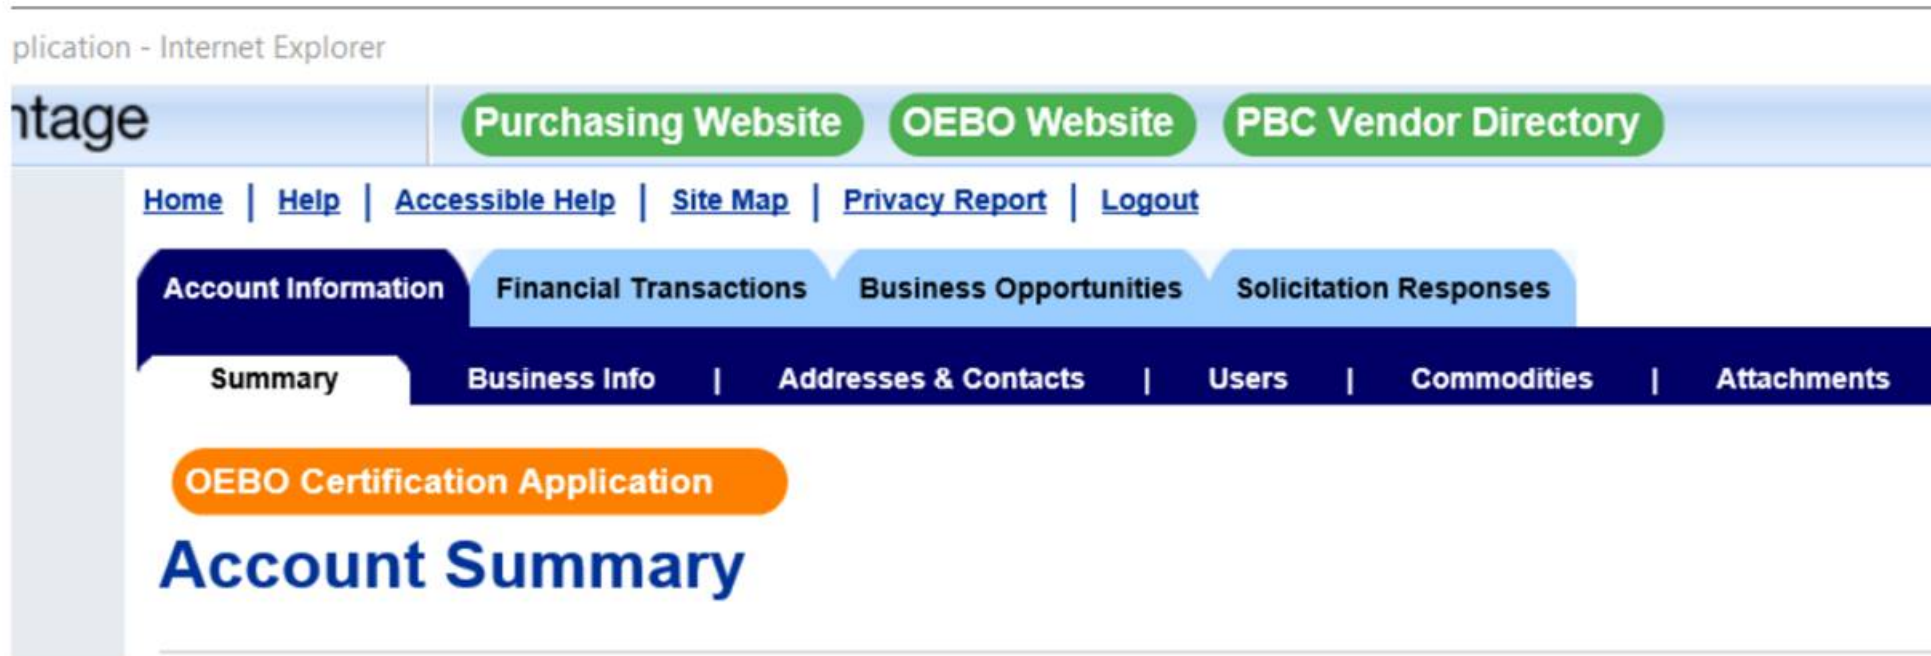 plication - Internet Explorer
ntage
Purchasing Website OEBO Website PBC Vendor Directory
Home | Help | Accessible Help | Site Map | Privacy Report | Logout
Account Information Financial Transactions Business Opportunities Solicitation Responses
Summary Business Info | Addresses & Contacts | Users | Commodities | Attachments
OEBO Certification Application
Account Summary